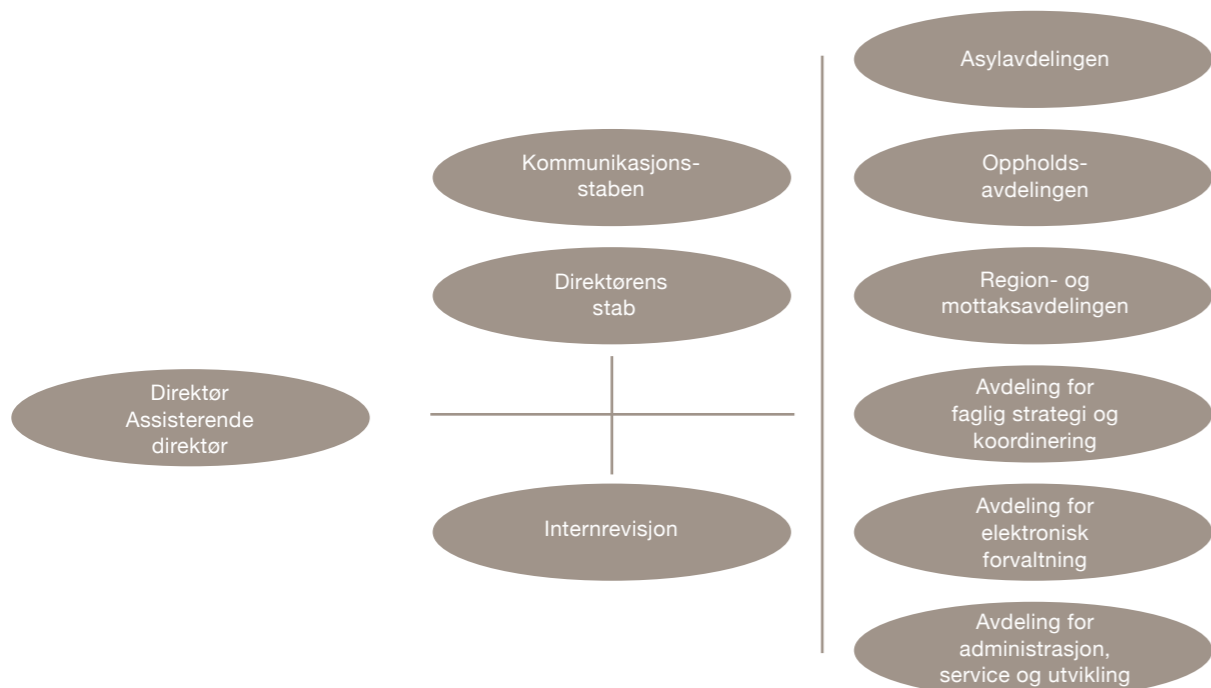 Direktør
Assisterende
direktør
Kommunikasjons-
staben
Direktørens
stab
Internrevisjon
Asylavdelingen
Oppholds-
avdelingen
Region- og
mottaksavdelingen
Avdeling for
faglig strategi og
koordinering
Avdeling for
elektronisk
forvaltning
Avdeling for
administrasjon,
service og utvikling